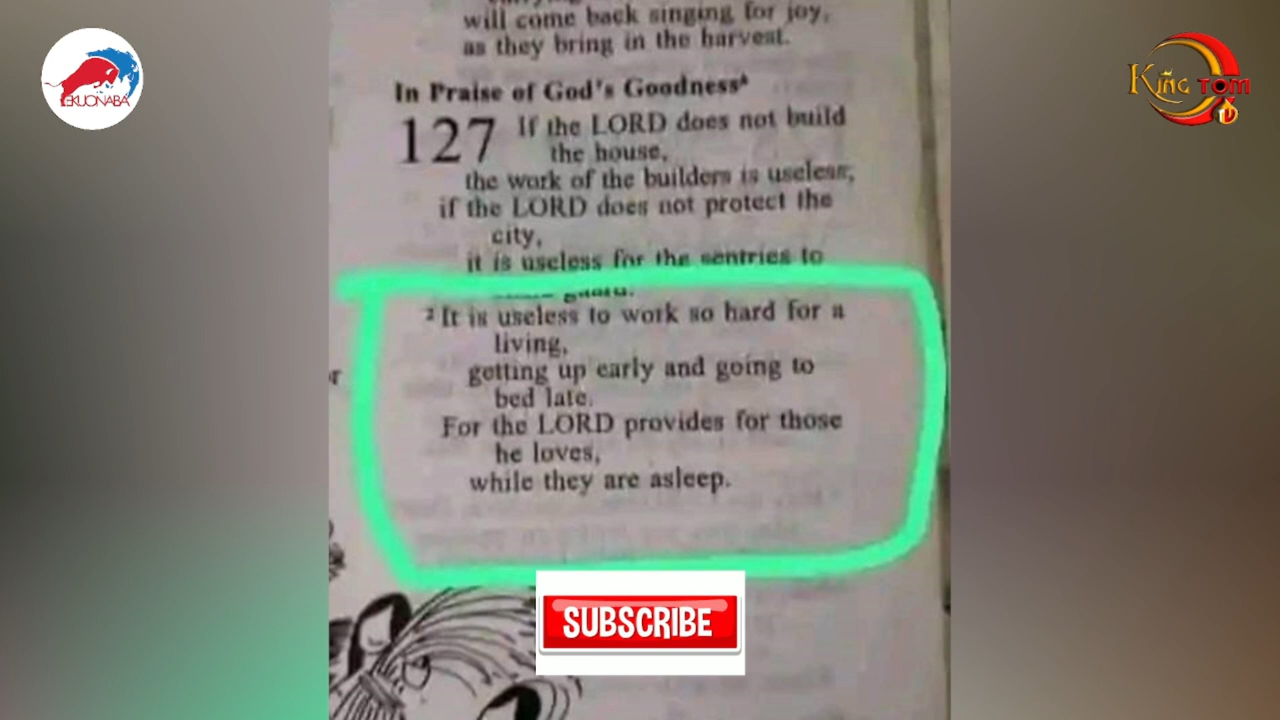 will come back singing for joy,
as they bring in the harvest.
In Praise of God's Goodness
127 If the LORD does not build
the house,
the work of the builders is useless;
if the LORD does not protect the
city,
it is useless for the sentries to
guard.
2 It is useless to work so hard for a
living,
getting up early and going to
bed late.
For the LORD provides for those
he loves,
while they are asleep.
SUBSCRIBE
EKUONABA
KING TOM
TV